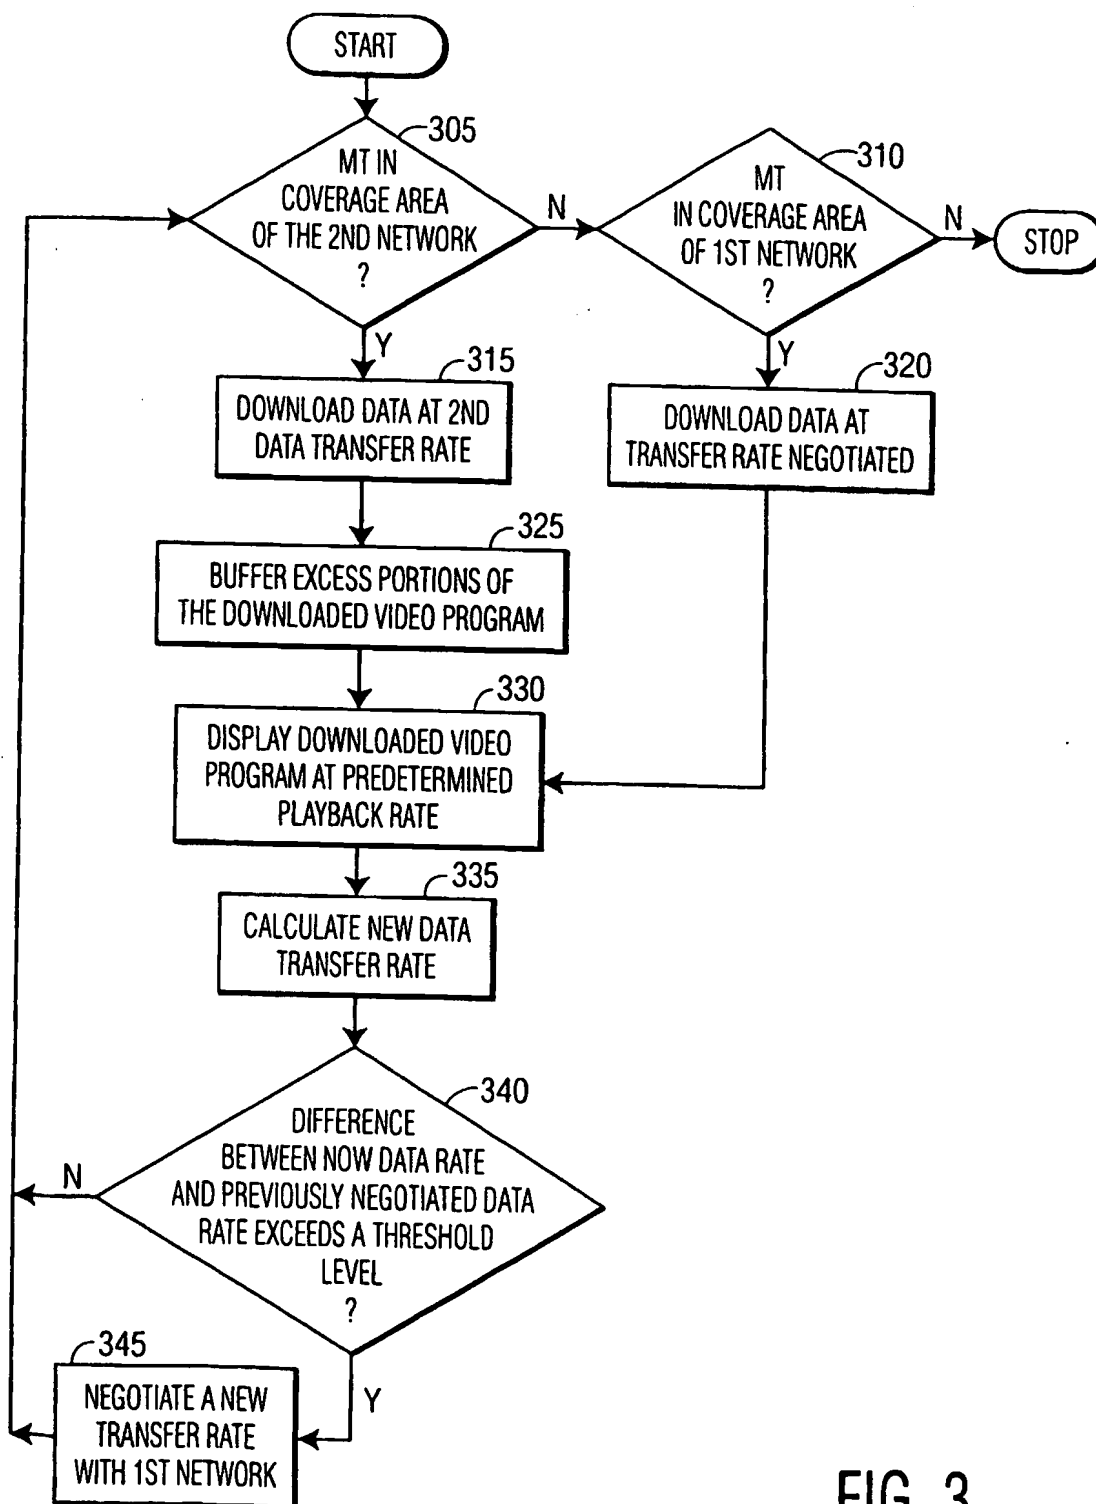 START
305
MT IN
COVERAGE AREA
OF THE 2ND NETWORK
?
N
Y
310
MT
IN COVERAGE AREA
OF 1ST NETWORK
?
N
STOP
Y
315
DOWNLOAD DATA AT 2ND
DATA TRANSFER RATE
320
DOWNLOAD DATA AT
TRANSFER RATE NEGOTIATED
325
BUFFER EXCESS PORTIONS OF
THE DOWNLOADED VIDEO PROGRAM
330
DISPLAY DOWNLOADED VIDEO
PROGRAM AT PREDETERMINED
PLAYBACK RATE
335
CALCULATE NEW DATA
TRANSFER RATE
340
DIFFERENCE
BETWEEN NOW DATA RATE
AND PREVIOUSLY NEGOTIATED DATA
RATE EXCEEDS A THRESHOLD
LEVEL
?
N
Y
345
NEGOTIATE A NEW
TRANSFER RATE
WITH 1ST NETWORK
FIG. 3